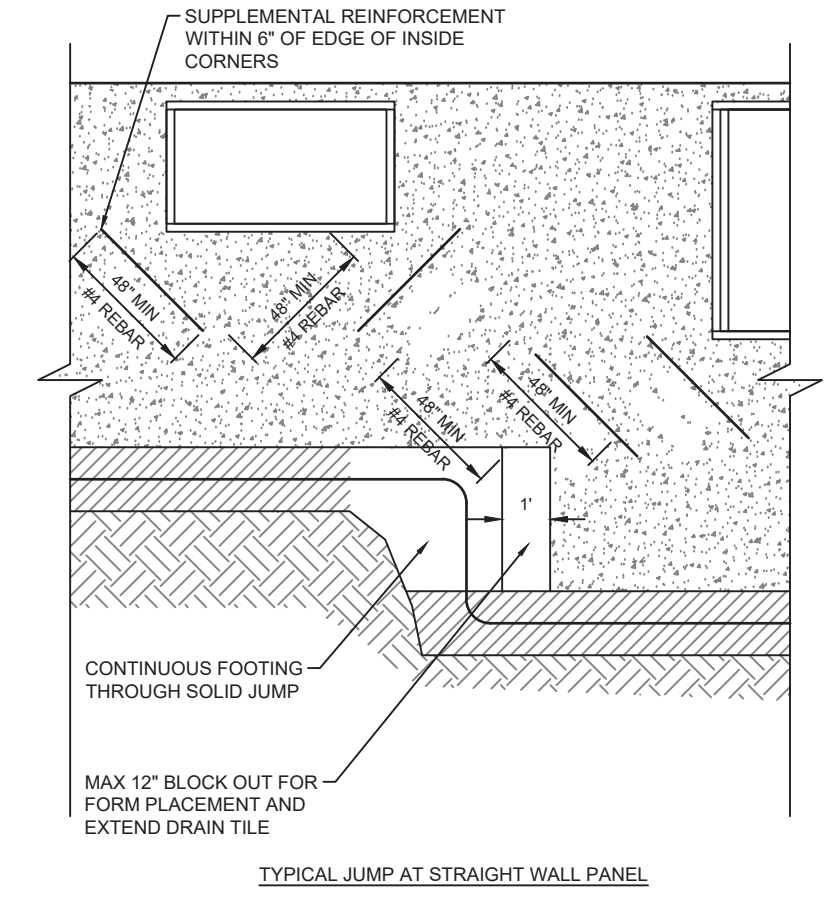 SUPPLEMENTAL REINFORCEMENT
WITHIN 6" OF EDGE OF INSIDE
CORNERS
48" MIN
#4 REBAR
48" MIN
#4 REBAR
48" MIN
#4 REBAR
48" MIN
#4 REBAR
1'
CONTINUOUS FOOTING
THROUGH SOLID JUMP
MAX 12" BLOCK OUT FOR
FORM PLACEMENT AND
EXTEND DRAIN TILE
TYPICAL JUMP AT STRAIGHT WALL PANEL